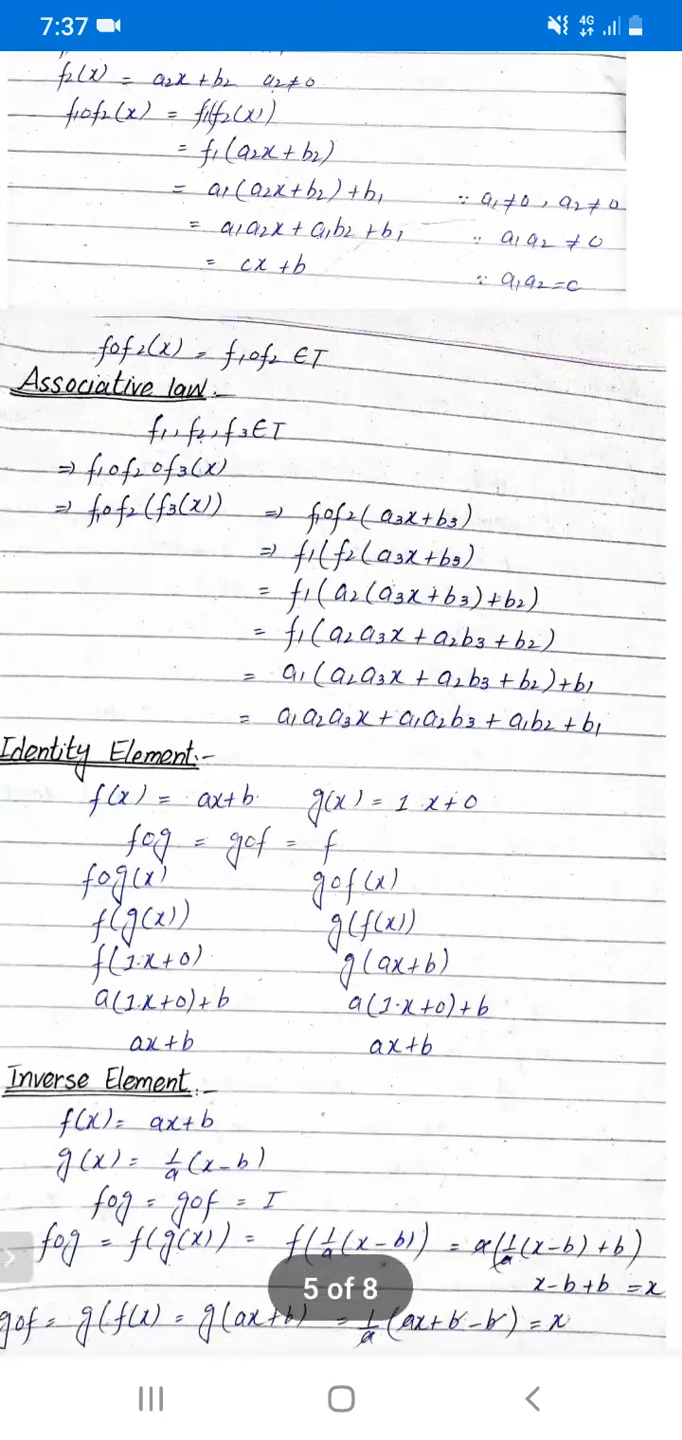 7:37 4G
f₂(x) = a₂x + b₂ a₂≠0
f₁of₂(x) = f₁(f₂(x))
= f₁(a₂x + b₂)
= a₁(a₂x + b₂) + b₁ ∵ a₁≠0, a₂≠0
= a₁a₂x + a₁b₂ + b₁ ∵ a₁a₂ ≠ 0
= cx + b ∵ a₁a₂=c
fof₂(x) = f₁of₂ ∈T
Associative law:-
f₁, f₂, f₃∈T
⇒ f₁of₂of₃(x)
⇒ f₁of₂(f₃(x)) ⇒ f₁of₂(a₃x+b₃)
⇒ f₁(f₂(a₃x+b₃)
= f₁(a₂(a₃x+b₃)+b₂)
= f₁(a₂a₃x + a₂b₃ + b₂)
= a₁(a₂a₃x + a₂b₃ + b₂)+b₁
= a₁a₂a₃x + a₁a₂b₃ + a₁b₂ + b₁
Identity Element:-
f(x) = ax+b g(x) = 1.x+0
fog = gof = f
fog(x) gof(x)
f(g(x)) g(f(x))
f(1.x+0) g(ax+b)
a(1.x+0)+b a(1.x+0)+b
ax+b ax+b
Inverse Element:-
f(x)= ax+b
g(x) = 1/a (x-b)
fog = gof = I
fog = f(g(x)) = f(1/a(x-b)) = a(1/a(x-b)+b)
x-b+b = x
5 of 8
gof = g(f(x) = g(ax+b) = 1/a (ax+b-b) = x